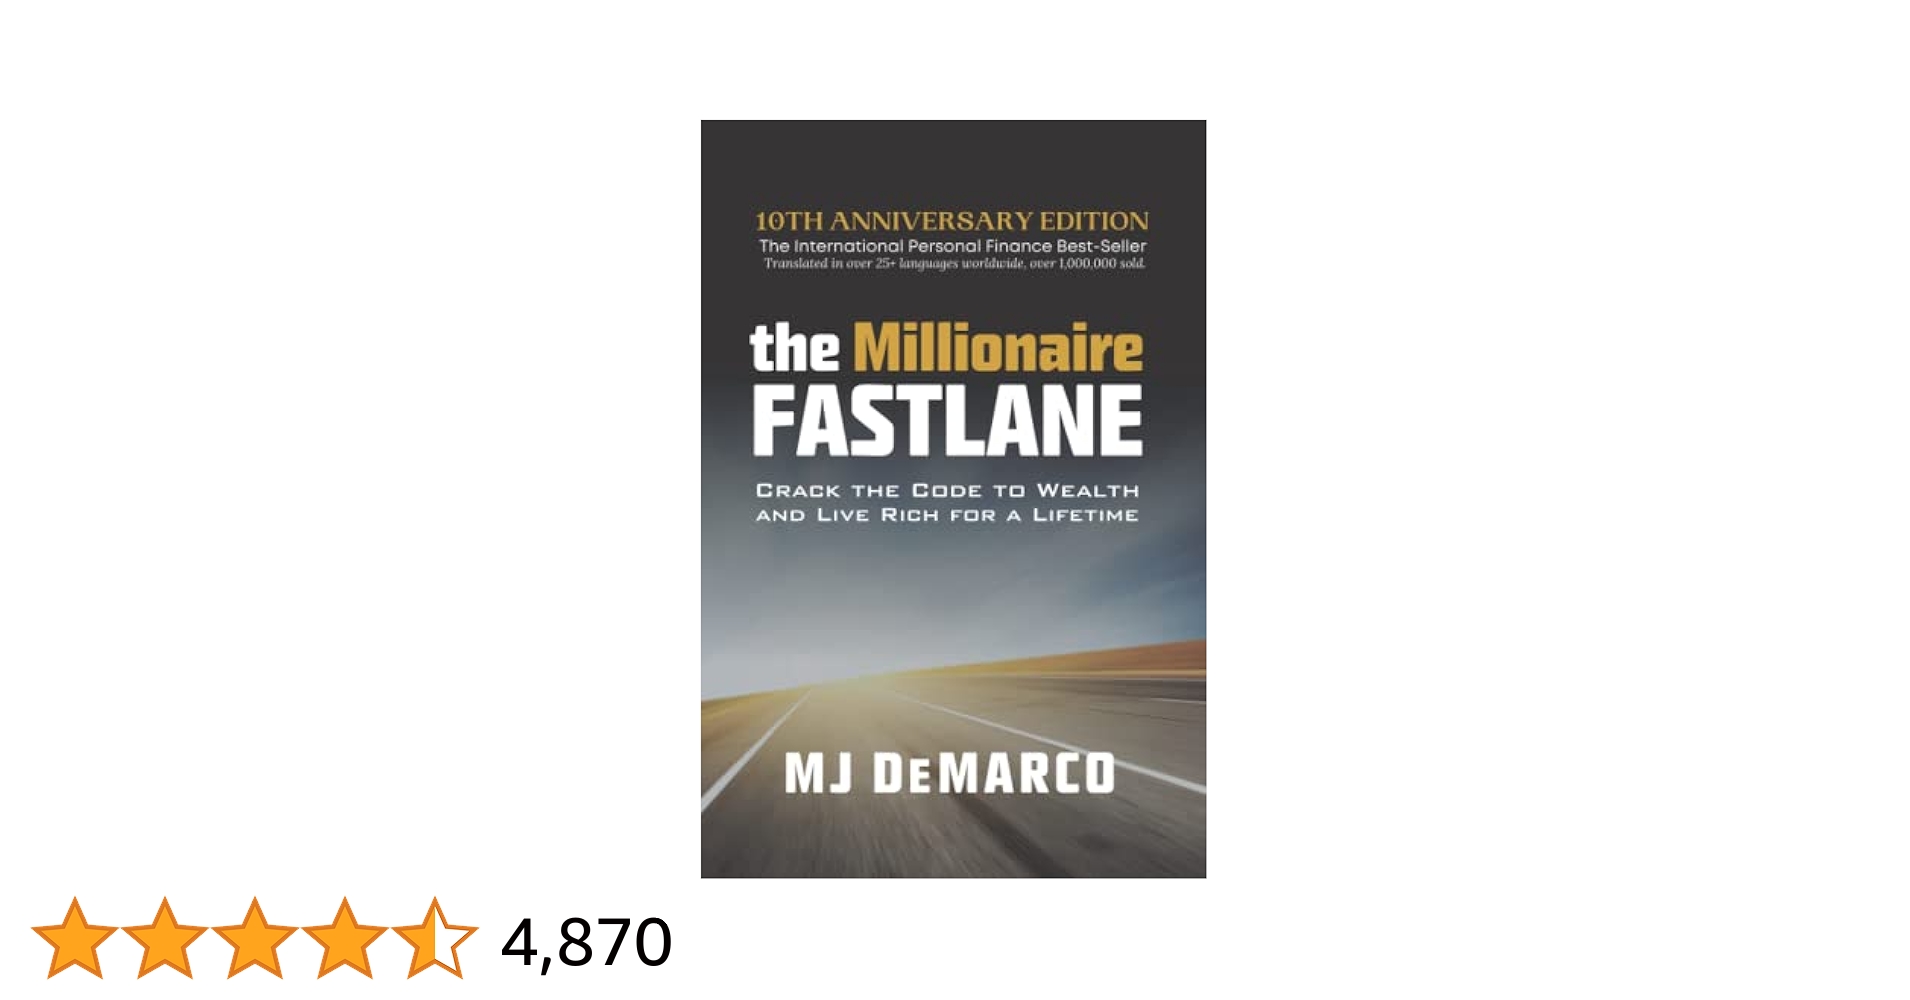 10TH ANNIVERSARY EDITION
The International Personal Finance Best-Seller
Translated in over 25+ languages worldwide, over 1,000,000 sold.
the Millionaire
FASTLANE
CRACK THE CODE TO WEALTH
AND LIVE RICH FOR A LIFETIME
MJ DEMARCO
4,870